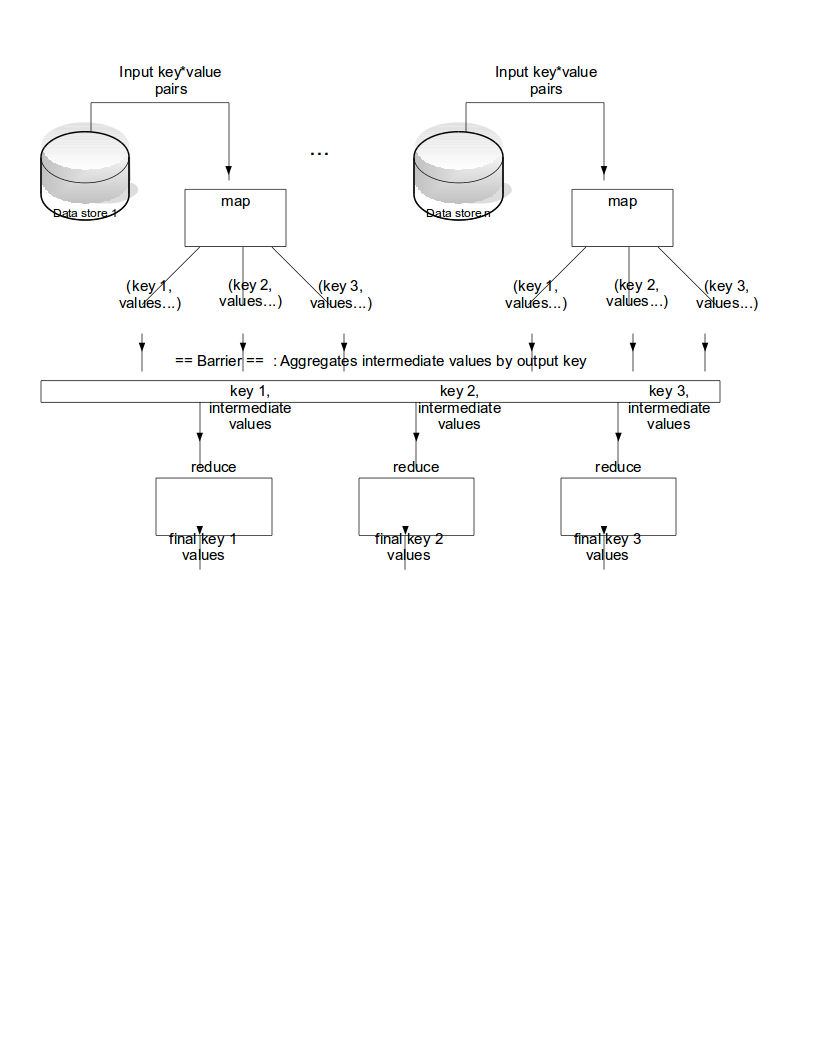 Input key*value
pairs
Input key*value
pairs
...
Data store 1
map
Data store n
map
(key 1,
values...)
(key 2,
values...)
(key 3,
values...)
(key 1,
values...)
(key 2,
values...)
(key 3,
values...)
== Barrier == : Aggregates intermediate values by output key
key 1,
intermediate
values
key 2,
intermediate
values
key 3,
intermediate
values
reduce
reduce
reduce
final key 1
values
final key 2
values
final key 3
values